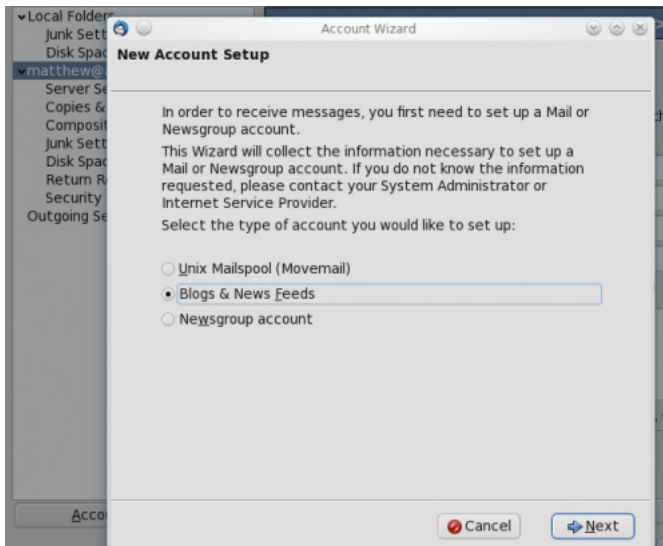 Local Folders
Junk Sett
Disk Spac
matthew@
Server Se
Copies &
Composit
Junk Sett
Disk Spac
Return R
Security
Outgoing Se
Acco
Account Wizard
New Account Setup
In order to receive messages, you first need to set up a Mail or
Newsgroup account.
This Wizard will collect the information necessary to set up a
Mail or Newsgroup account. If you do not know the information
requested, please contact your System Administrator or
Internet Service Provider.
Select the type of account you would like to set up:
Unix Mailspool (Movemail)
Blogs & News Feeds
Newsgroup account
Cancel
Next